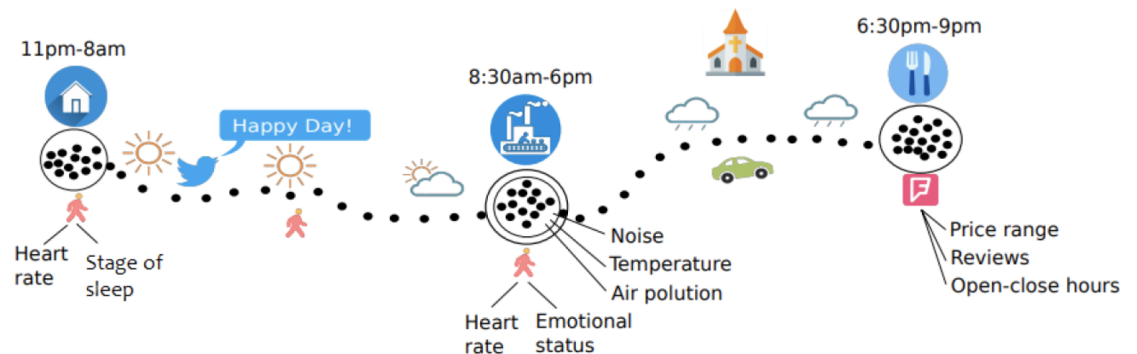 11pm-8am
Happy Day!
Heart
rate
Stage of
sleep
8:30am-6pm
Noise
Temperature
Air polution
Heart
rate
Emotional
status
6:30pm-9pm
Price range
Reviews
Open-close hours